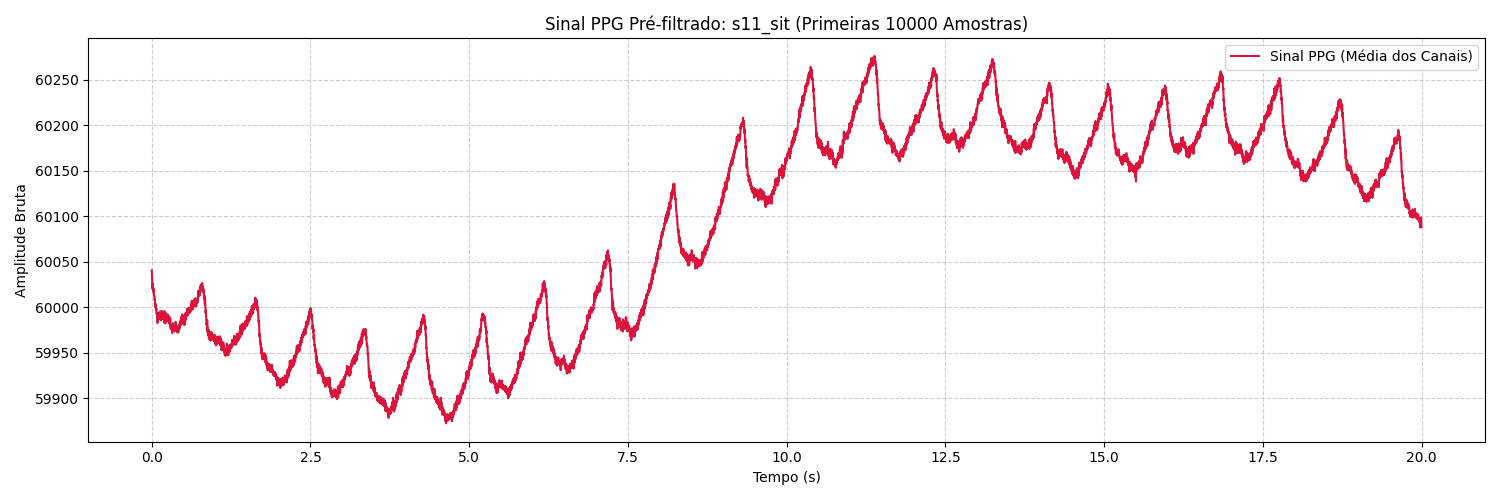 Sinal PPG Pré-filtrado: s11_sit (Primeiras 10000 Amostras)
Sinal PPG (Média dos Canais)
Amplitude Bruta
60250
60200
60150
60100
60050
60000
59950
59900
0.0 2.5 5.0 7.5 10.0 12.5 15.0 17.5 20.0
Tempo (s)